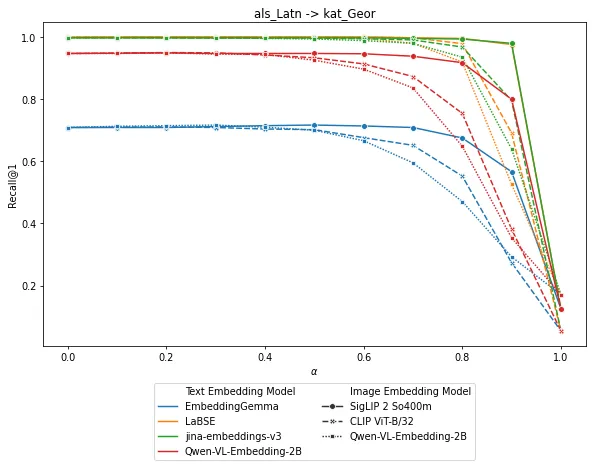 als_Latn -> kat_Geor
Recall@1
1.0
0.8
0.6
0.4
0.2
0.0 0.2 0.4 0.6 0.8 1.0
α
Text Embedding Model Image Embedding Model
EmbeddingGemma SigLIP 2 So400m
LaBSE CLIP ViT-B/32
jina-embeddings-v3 Qwen-VL-Embedding-2B
Qwen-VL-Embedding-2B